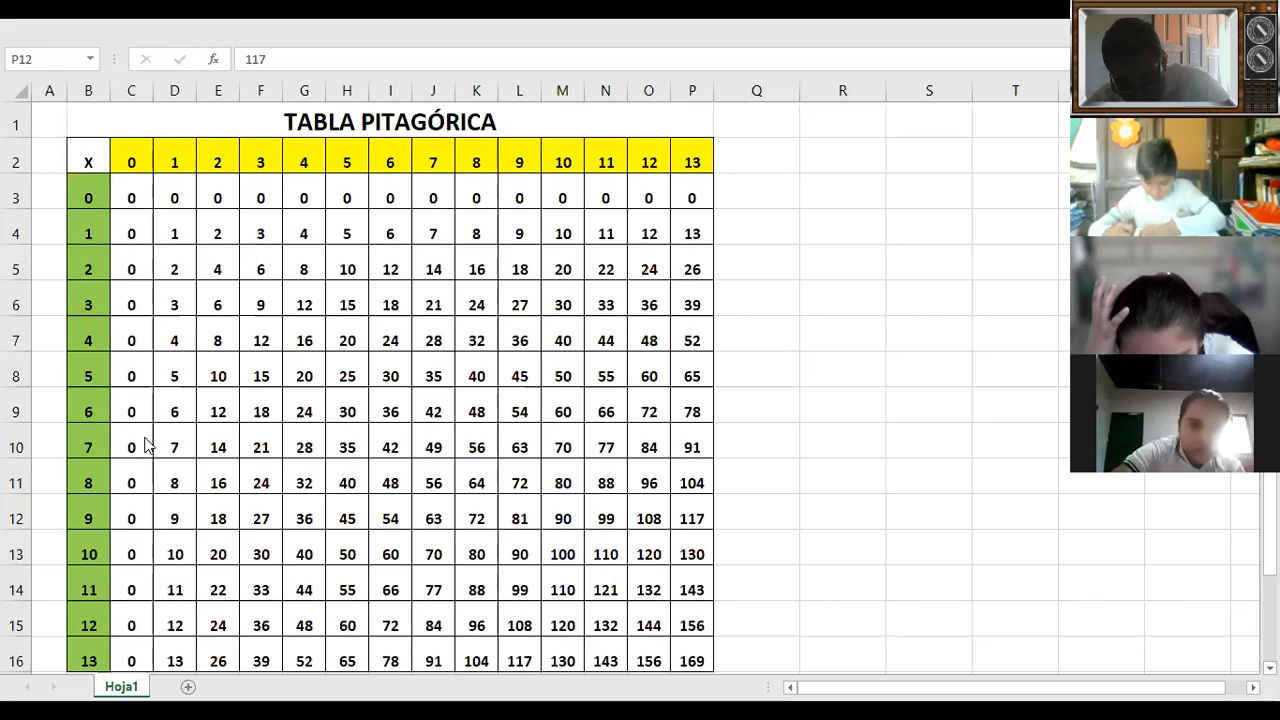 P12 fx 117
A B C D E F G H I J K L M N O P Q R S T
1 TABLA PITAGÓRICA
2 X 0 1 2 3 4 5 6 7 8 9 10 11 12 13
3 0 0 0 0 0 0 0 0 0 0 0 0 0 0 0
4 1 0 1 2 3 4 5 6 7 8 9 10 11 12 13
5 2 0 2 4 6 8 10 12 14 16 18 20 22 24 26
6 3 0 3 6 9 12 15 18 21 24 27 30 33 36 39
7 4 0 4 8 12 16 20 24 28 32 36 40 44 48 52
8 5 0 5 10 15 20 25 30 35 40 45 50 55 60 65
9 6 0 6 12 18 24 30 36 42 48 54 60 66 72 78
10 7 0 7 14 21 28 35 42 49 56 63 70 77 84 91
11 8 0 8 16 24 32 40 48 56 64 72 80 88 96 104
12 9 0 9 18 27 36 45 54 63 72 81 90 99 108 117
13 10 0 10 20 30 40 50 60 70 80 90 100 110 120 130
14 11 0 11 22 33 44 55 66 77 88 99 110 121 132 143
15 12 0 12 24 36 48 60 72 84 96 108 120 132 144 156
16 13 0 13 26 39 52 65 78 91 104 117 130 143 156 169
Hoja1